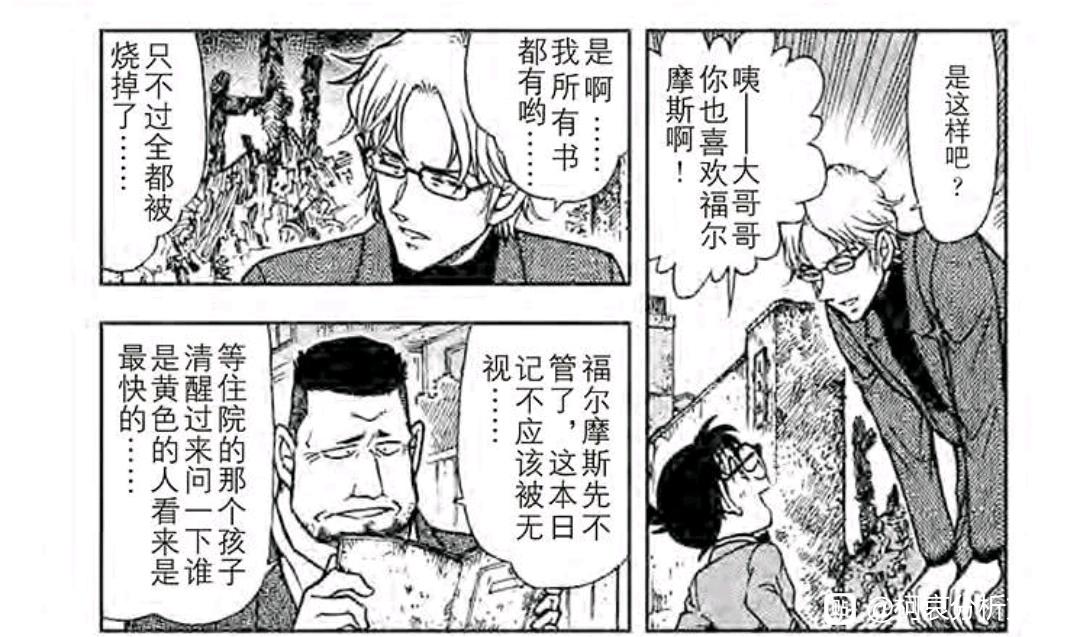 是这样吧?
咦——大哥哥
你也喜欢福尔
摩斯啊!
是啊……
我所有书
都有哟……
只不过全都被
烧掉了……
福尔摩斯先不
管了,这本日
记不应该被无
视……
等住院的那个孩子
清醒过来问一下谁
是黄色的人看来是
最快的……
@柯哀分析